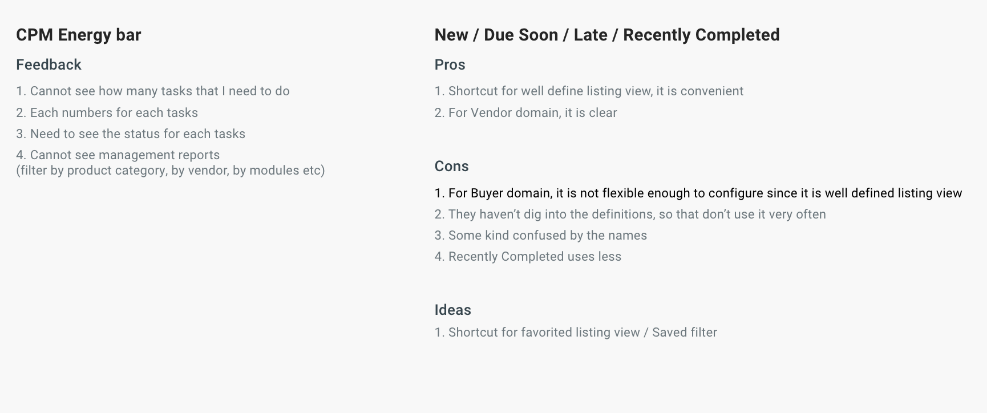 CPM Energy bar
Feedback
1. Cannot see how many tasks that I need to do
2. Each numbers for each tasks
3. Need to see the status for each tasks
4. Cannot see management reports
(filter by product category, by vendor, by modules etc)
New / Due Soon / Late / Recently Completed
Pros
1. Shortcut for well define listing view, it is convenient
2. For Vendor domain, it is clear
Cons
1. For Buyer domain, it is not flexible enough to configure since it is well defined listing view
2. They haven’t dig into the definitions, so that don’t use it very often
3. Some kind confused by the names
4. Recently Completed uses less
Ideas
1. Shortcut for favorited listing view / Saved filter